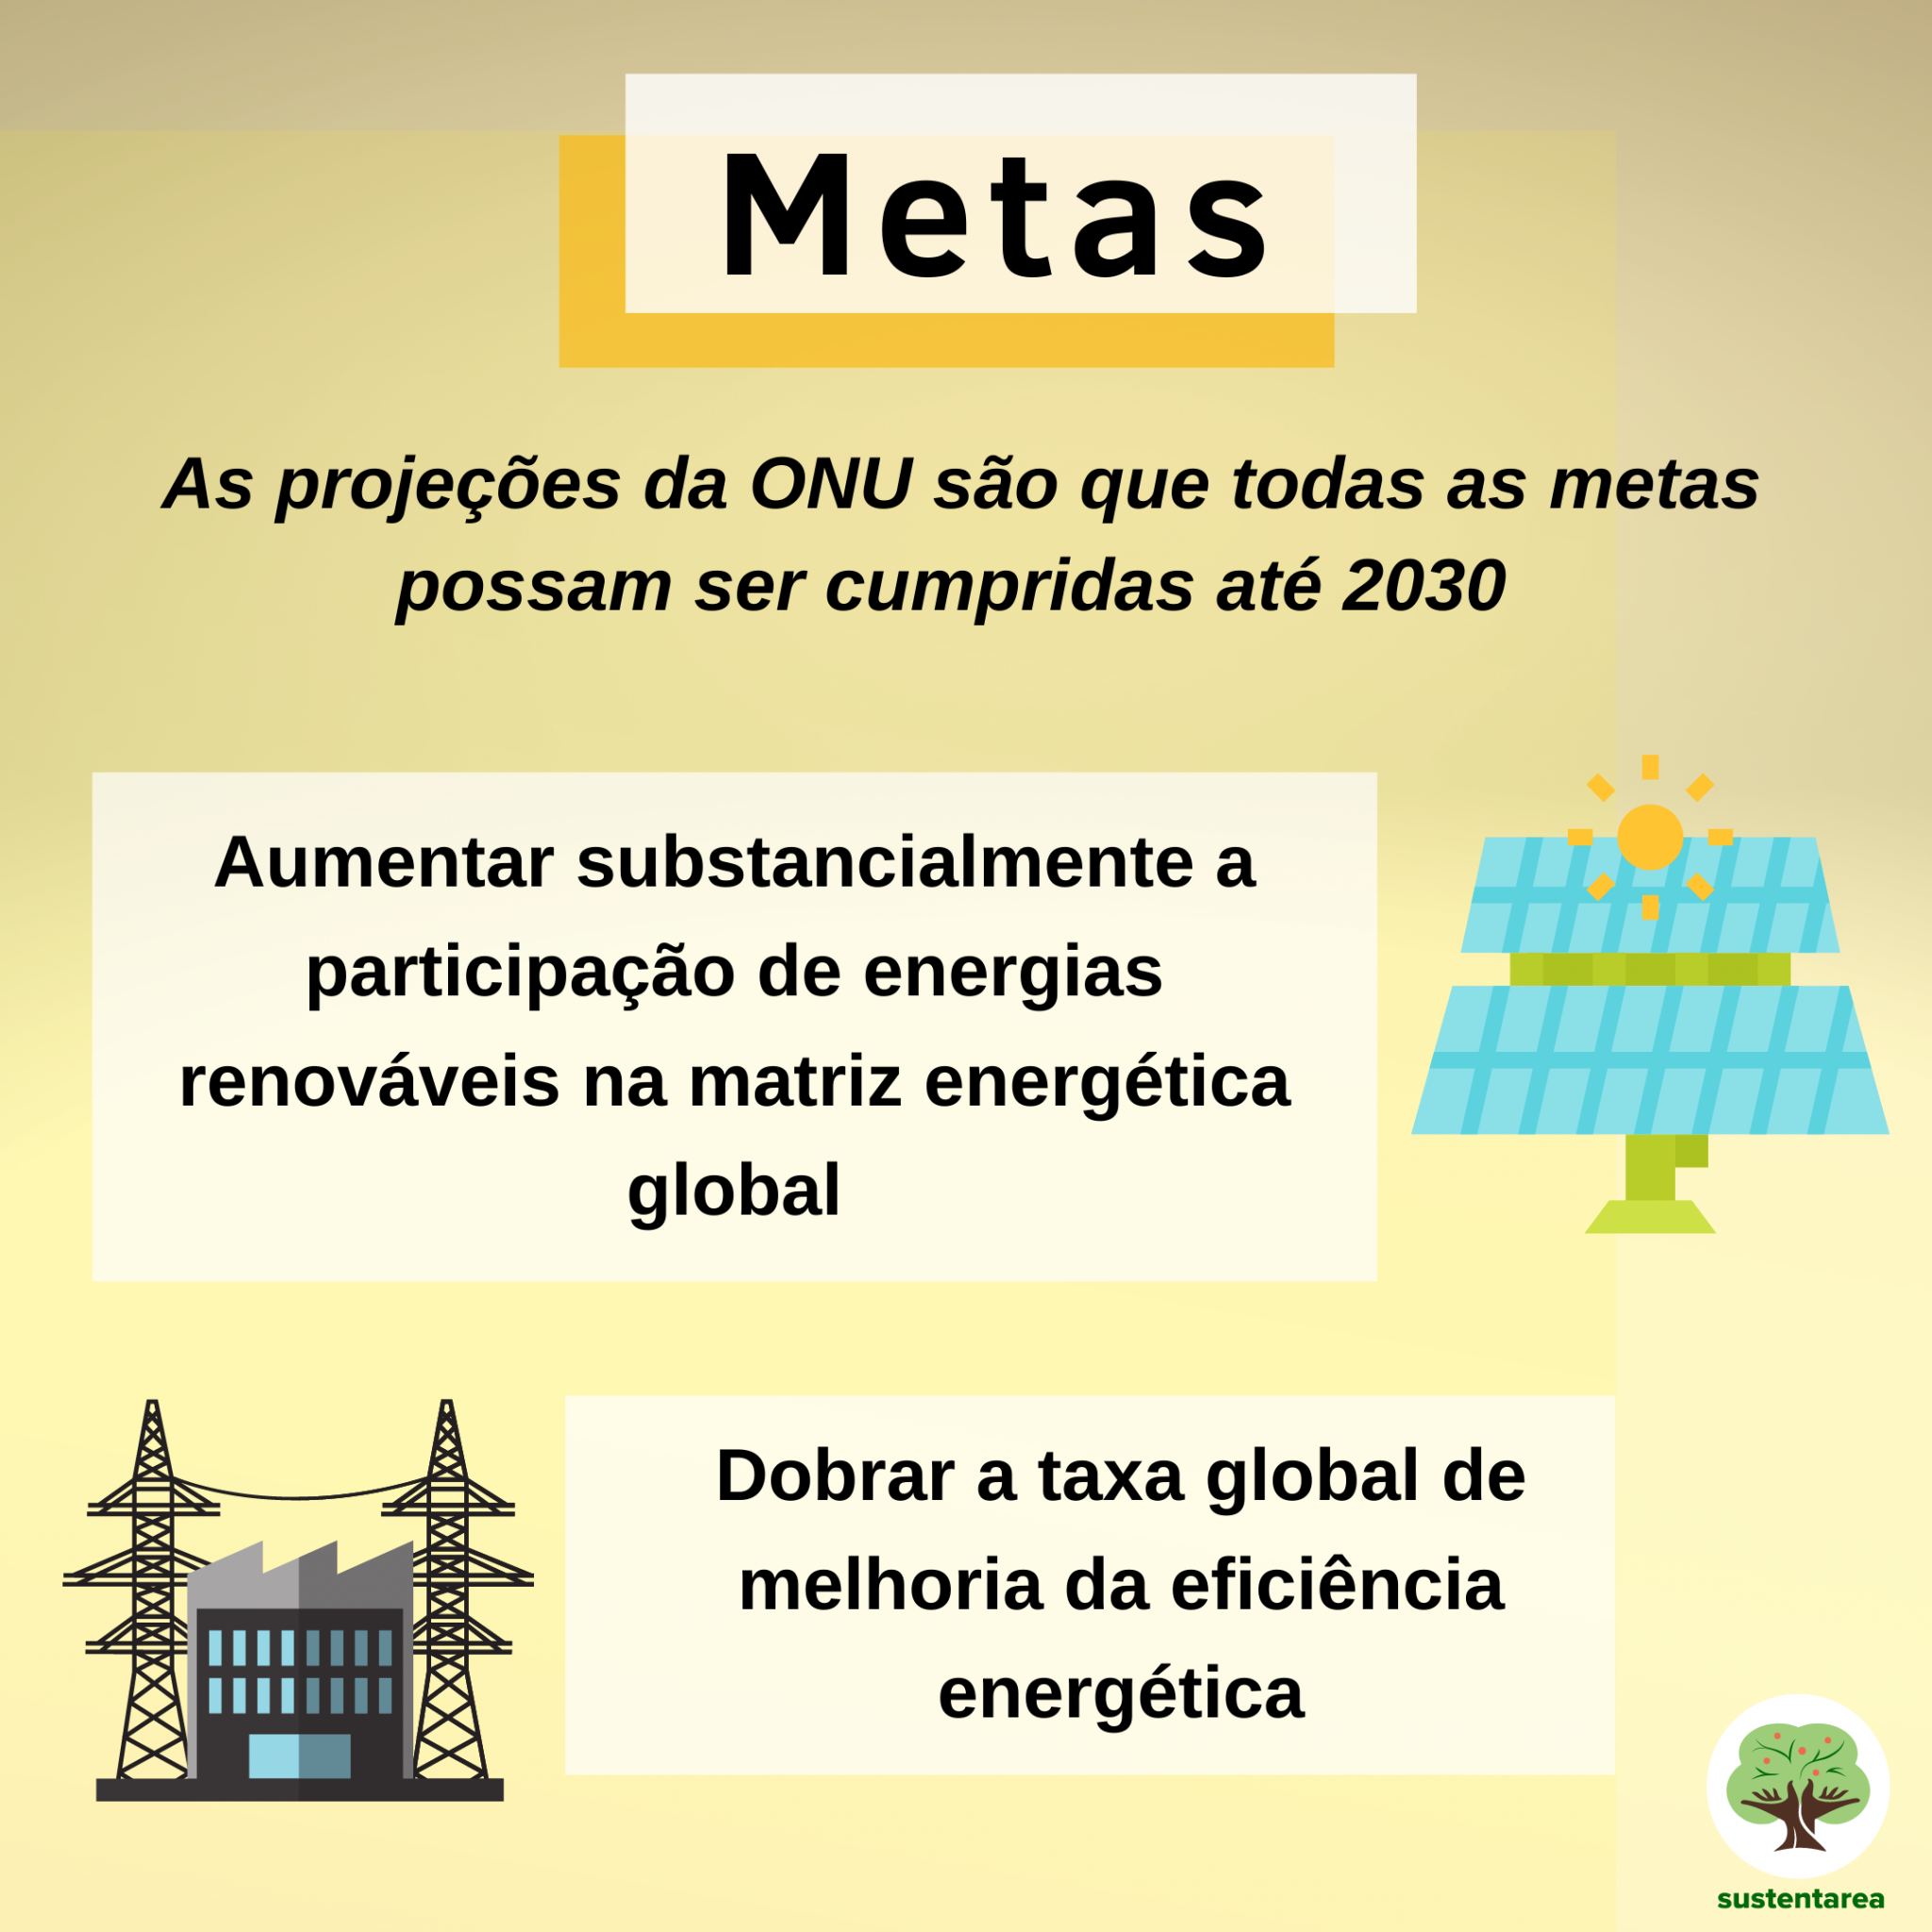 Metas
As projeções da ONU são que todas as metas
possam ser cumpridas até 2030
Aumentar substancialmente a
participação de energias
renováveis na matriz energética
global
Dobrar a taxa global de
melhoria da eficiência
energética
sustentarea